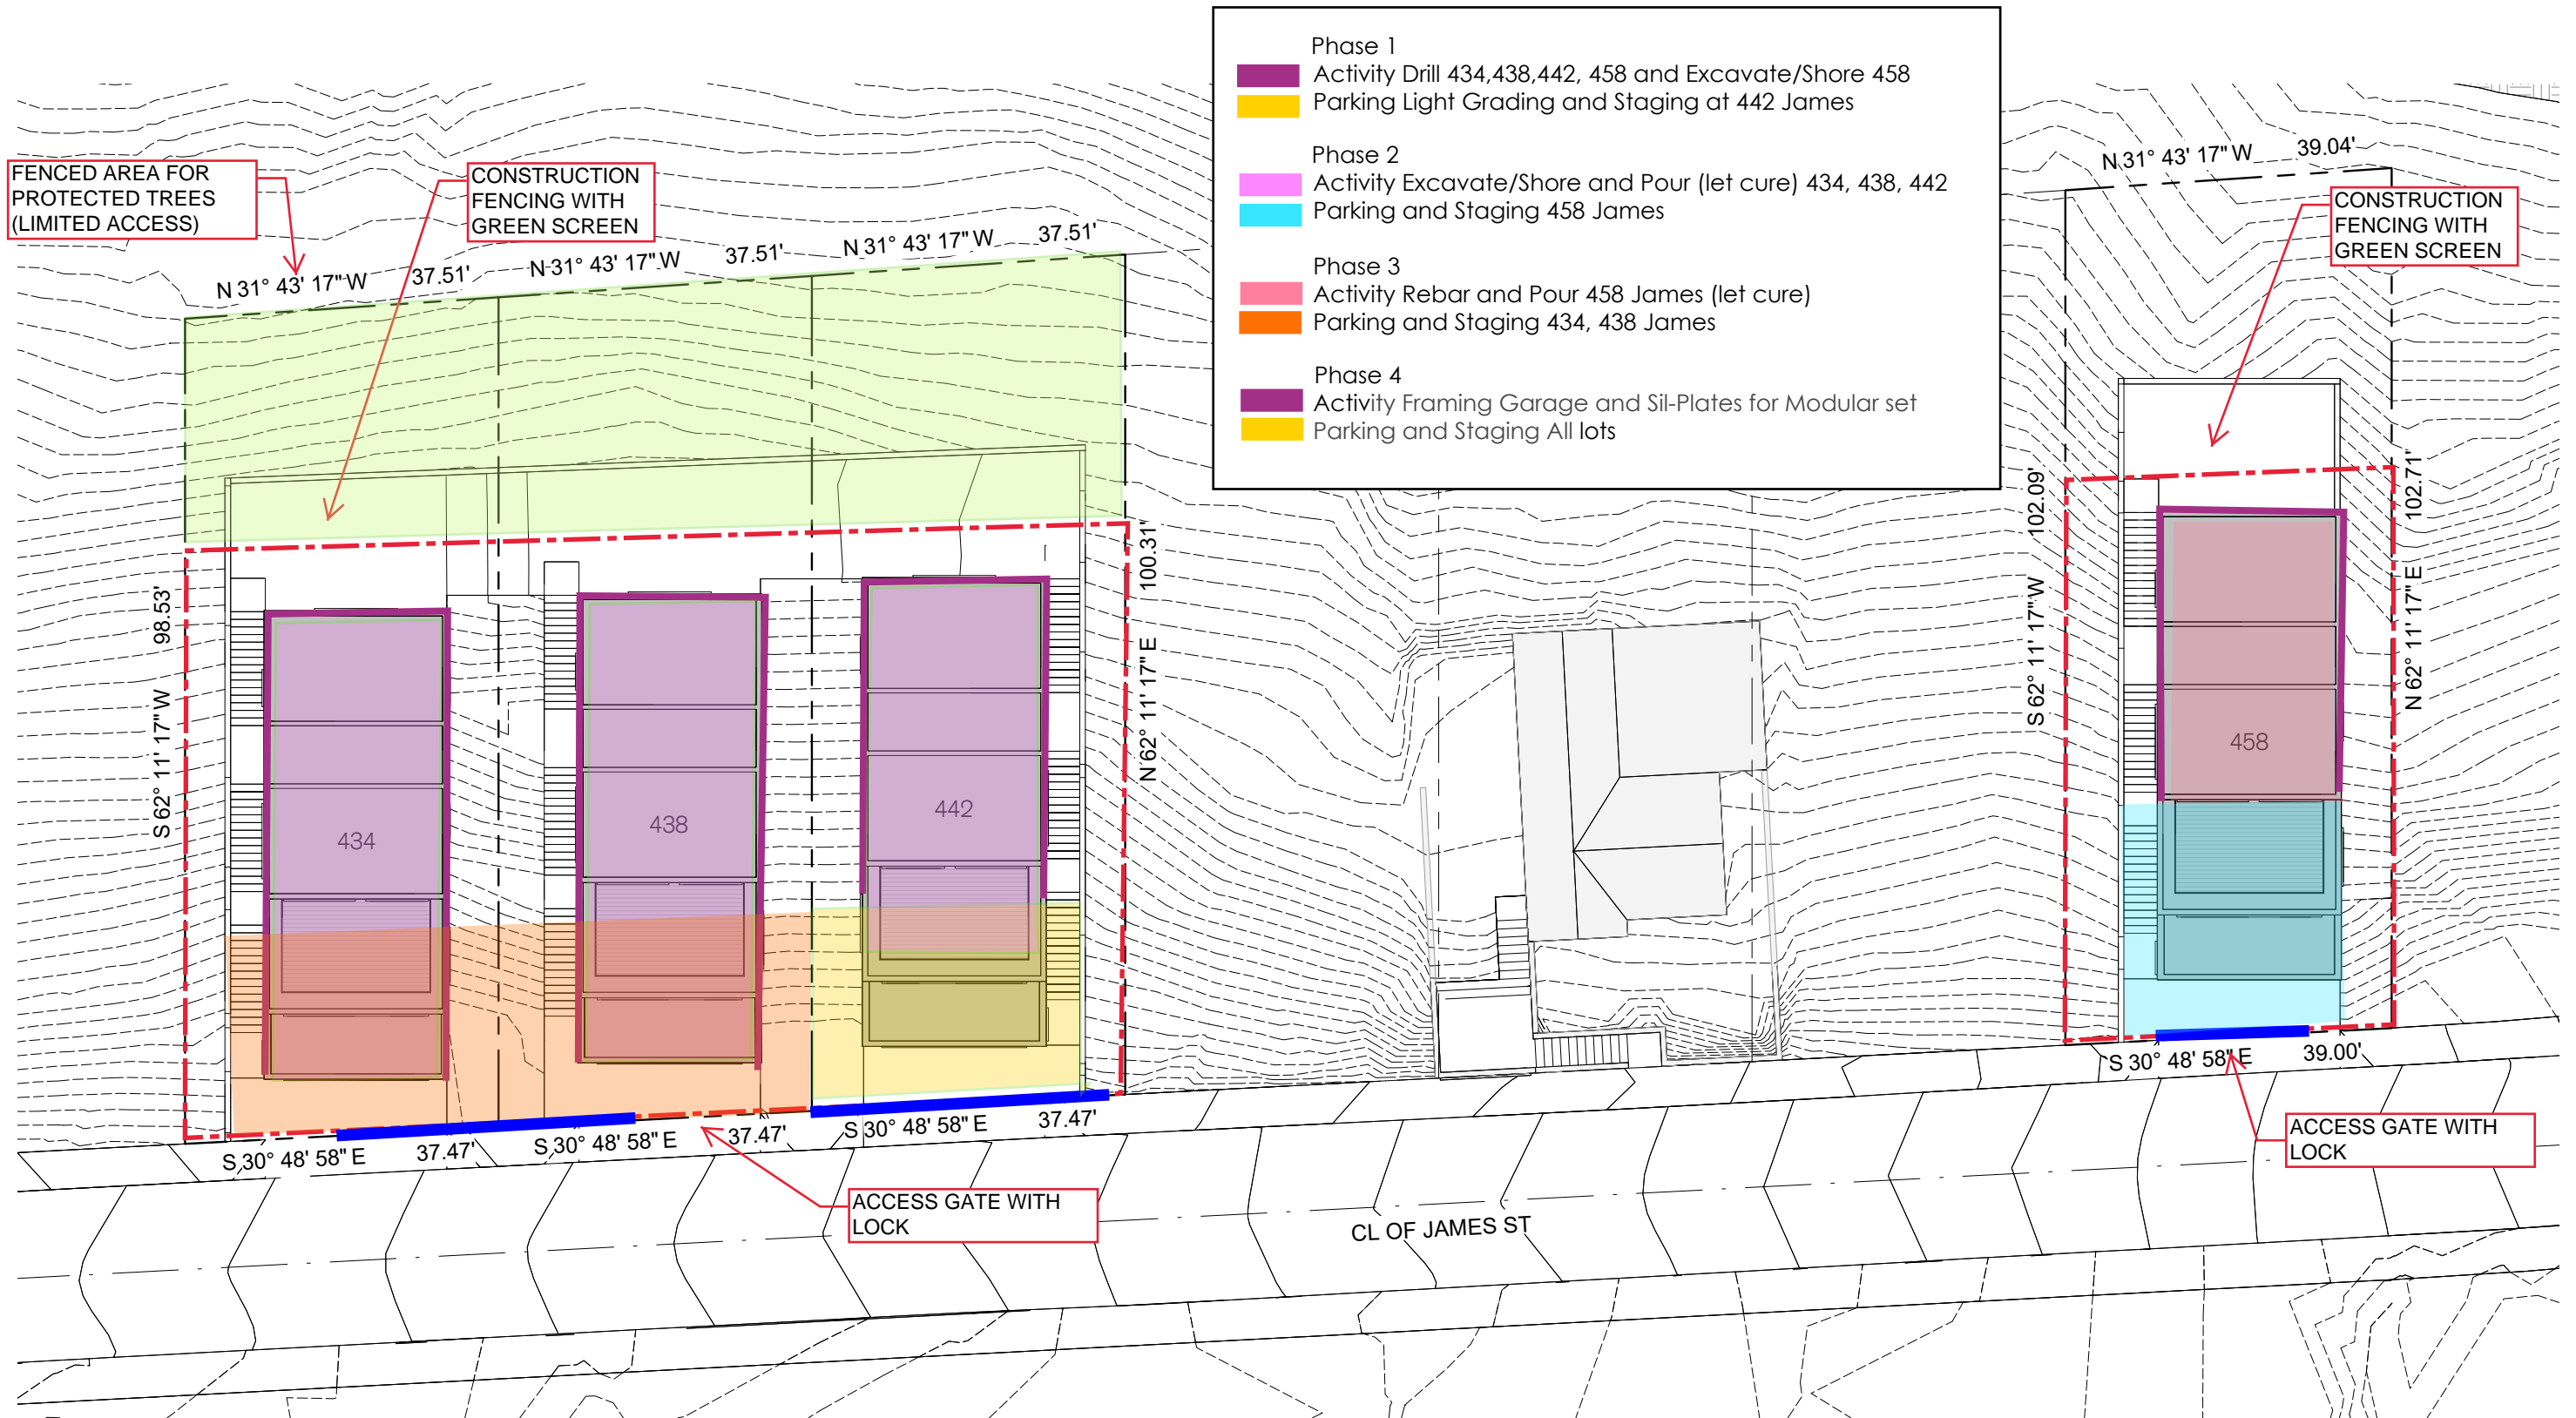 Phase 1
Activity Drill 434,438,442, 458 and Excavate/Shore 458
Parking Light Grading and Staging at 442 James
Phase 2
Activity Excavate/Shore and Pour (let cure) 434, 438, 442
Parking and Staging 458 James
Phase 3
Activity Rebar and Pour 458 James (let cure)
Parking and Staging 434, 438 James
Phase 4
Activity Framing Garage and Sil-Plates for Modular set
Parking and Staging All lots
FENCED AREA FOR
PROTECTED TREES
(LIMITED ACCESS)
CONSTRUCTION
FENCING WITH
GREEN SCREEN
N 31° 43' 17" W 37.51'
N 31° 43' 17" W 37.51'
N 31° 43' 17" W 37.51'
N 31° 43' 17" W 39.04'
CONSTRUCTION
FENCING WITH
GREEN SCREEN
S 62° 11' 17" W 98.53'
N 62° 11' 17" E 100.31'
S 62° 11' 17" W 102.09'
N 62° 11' 17" E 102.71'
434
438
442
458
S 30° 48' 58" E 37.47'
S 30° 48' 58" E 37.47'
S 30° 48' 58" E 37.47'
S 30° 48' 58" E 39.00'
ACCESS GATE WITH
LOCK
ACCESS GATE WITH
LOCK
CL OF JAMES ST